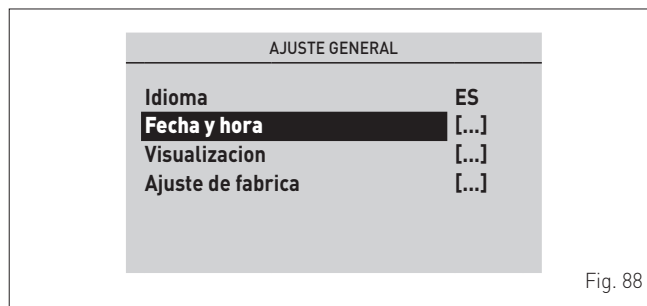 AJUSTE GENERAL
Idioma ES
Fecha y hora [...]
Visualizacion [...]
Ajuste de fabrica [...]
Fig. 88